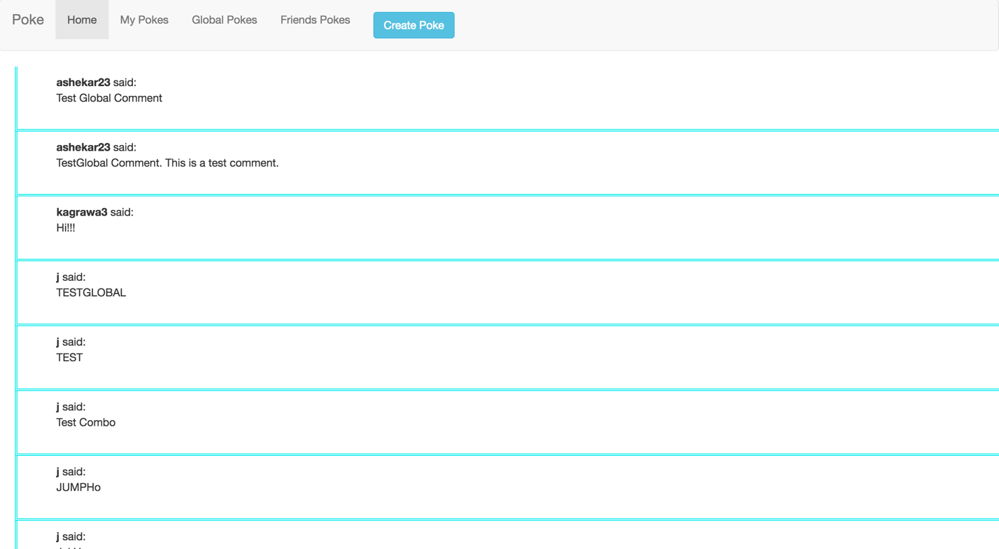 Poke Home My Pokes Global Pokes Friends Pokes Create Poke
ashekar23 said:
Test Global Comment
ashekar23 said:
TestGlobal Comment. This is a test comment.
kagrawa3 said:
Hi!!!
j said:
TESTGLOBAL
j said:
TEST
j said:
Test Combo
j said:
JUMPHo
j said: